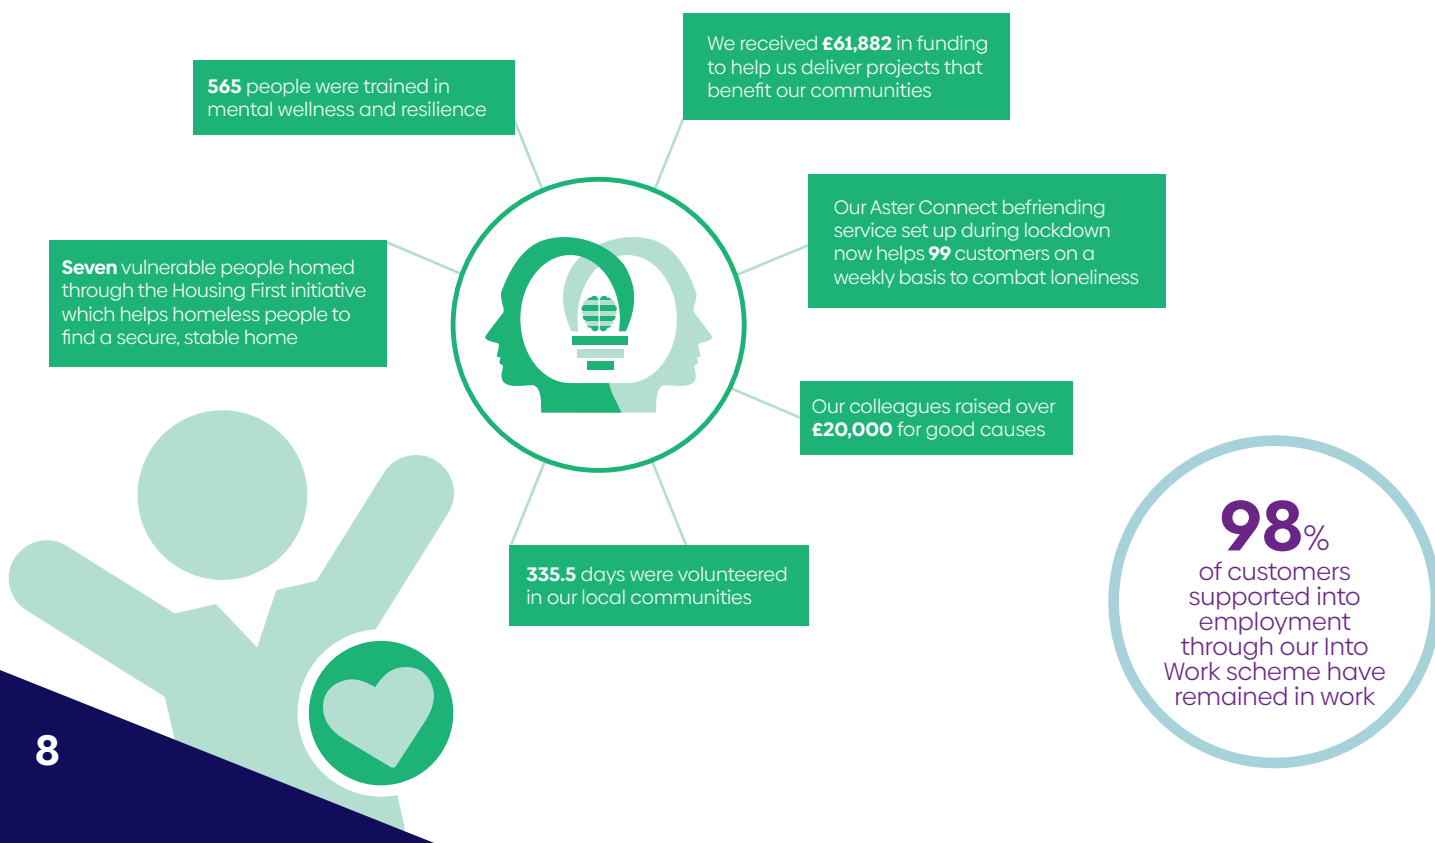 We received £61,882 in funding
to help us deliver projects that
benefit our communities
565 people were trained in
mental wellness and resilience
Our Aster Connect befriending
service set up during lockdown
now helps 99 customers on a
weekly basis to combat loneliness
Seven vulnerable people homed
through the Housing First initiative
which helps homeless people to
find a secure, stable home
Our colleagues raised over
£20,000 for good causes
335.5 days were volunteered
in our local communities
98%
of customers
supported into
employment
through our Into
Work scheme have
remained in work
8